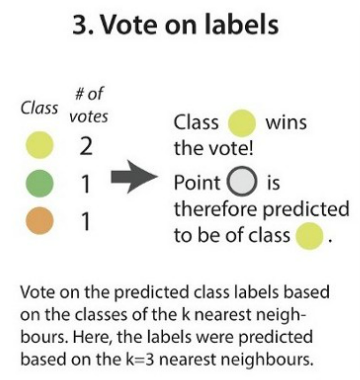 3. Vote on labels
Class
# of
votes
2
1
1
Class wins
the vote!
Point is
therefore predicted
to be of class .
Vote on the predicted class labels based
on the classes of the k nearest neigh-
bours. Here, the labels were predicted
based on the k=3 nearest neighbours.